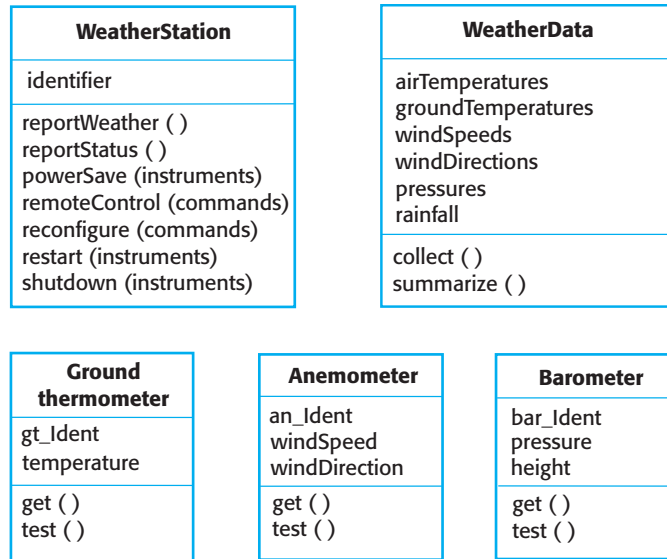 WeatherStation
identifier
reportWeather ( )
reportStatus ( )
powerSave (instruments)
remoteControl (commands)
reconfigure (commands)
restart (instruments)
shutdown (instruments)
WeatherData
airTemperatures
groundTemperatures
windSpeeds
windDirections
pressures
rainfall
collect ( )
summarize ( )
Ground
thermometer
gt_Ident
temperature
get ( )
test ( )
Anemometer
an_Ident
windSpeed
windDirection
get ( )
test ( )
Barometer
bar_Ident
pressure
height
get ( )
test ( )